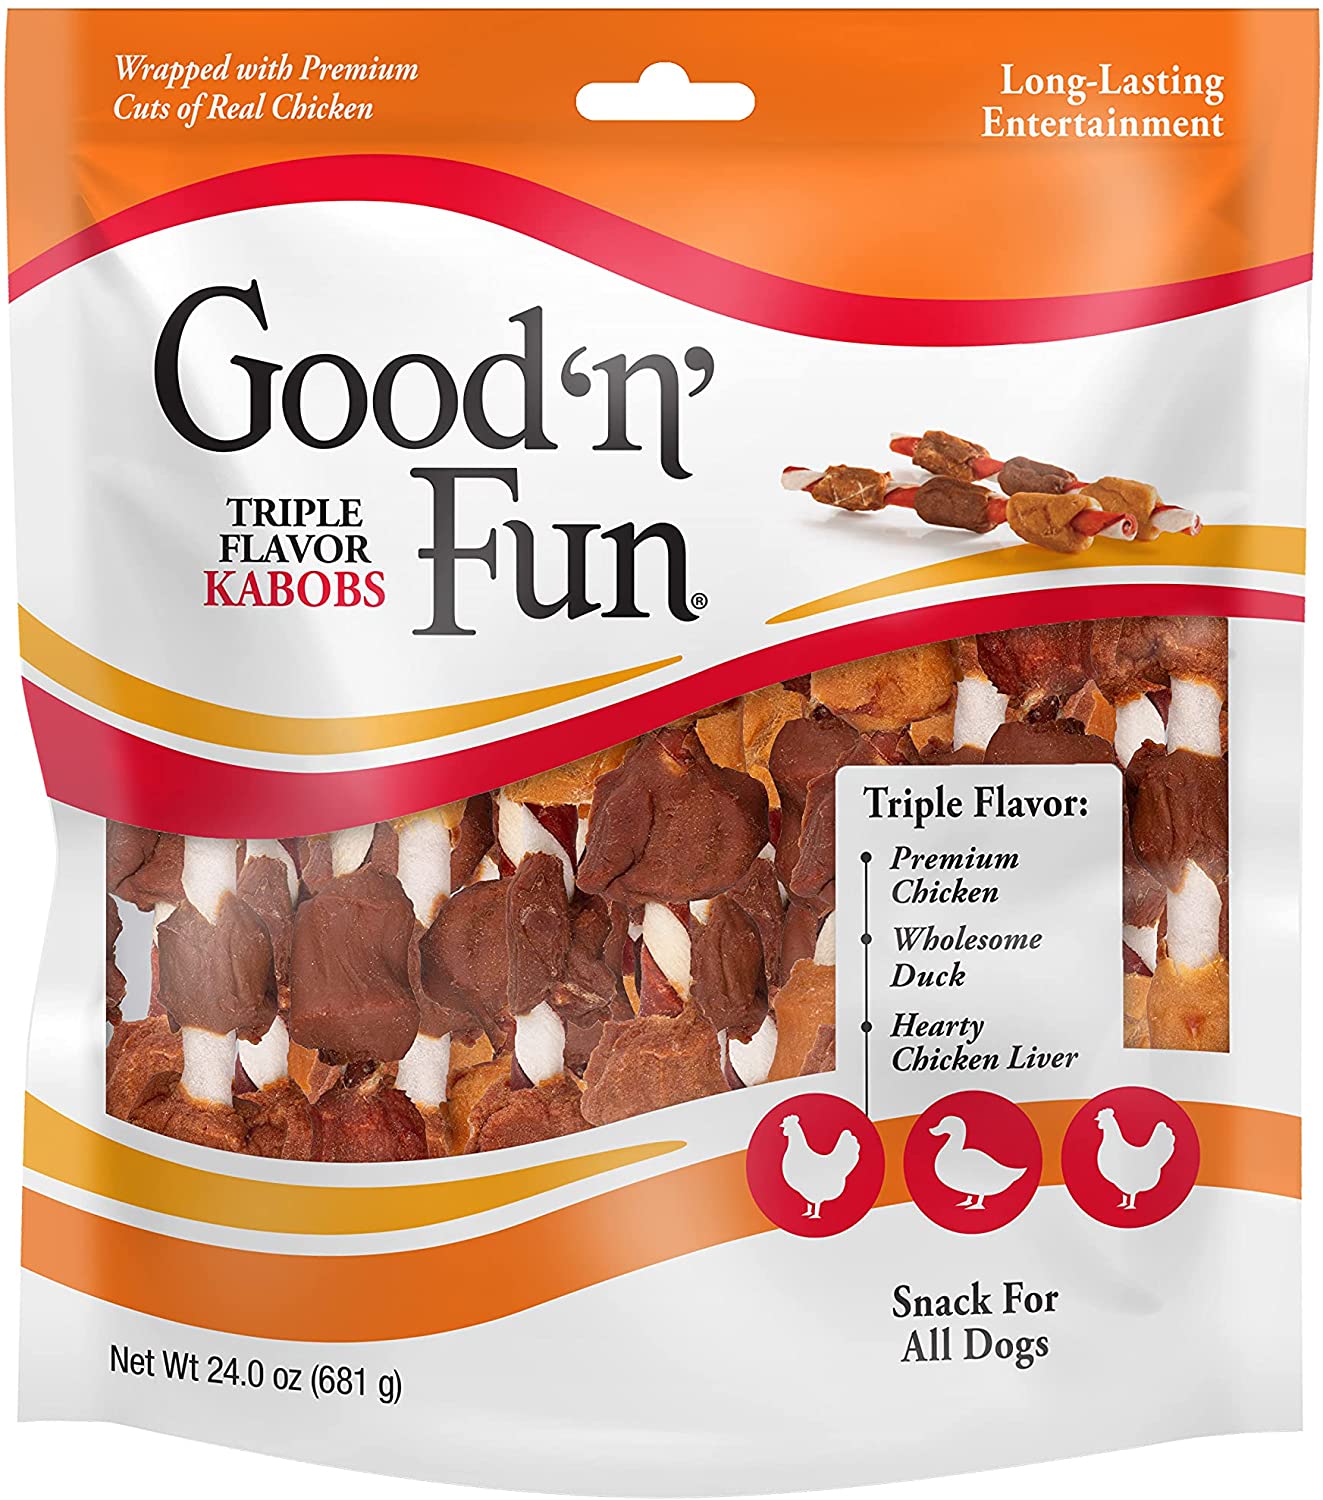 Wrapped with Premium
Cuts of Real Chicken
Long-Lasting
Entertainment
Good 'n'
Fun®
TRIPLE
FLAVOR
KABOBS
Triple Flavor:
Premium
Chicken
Wholesome
Duck
Hearty
Chicken Liver
Snack For
All Dogs
Net Wt 24.0 oz (681 g)